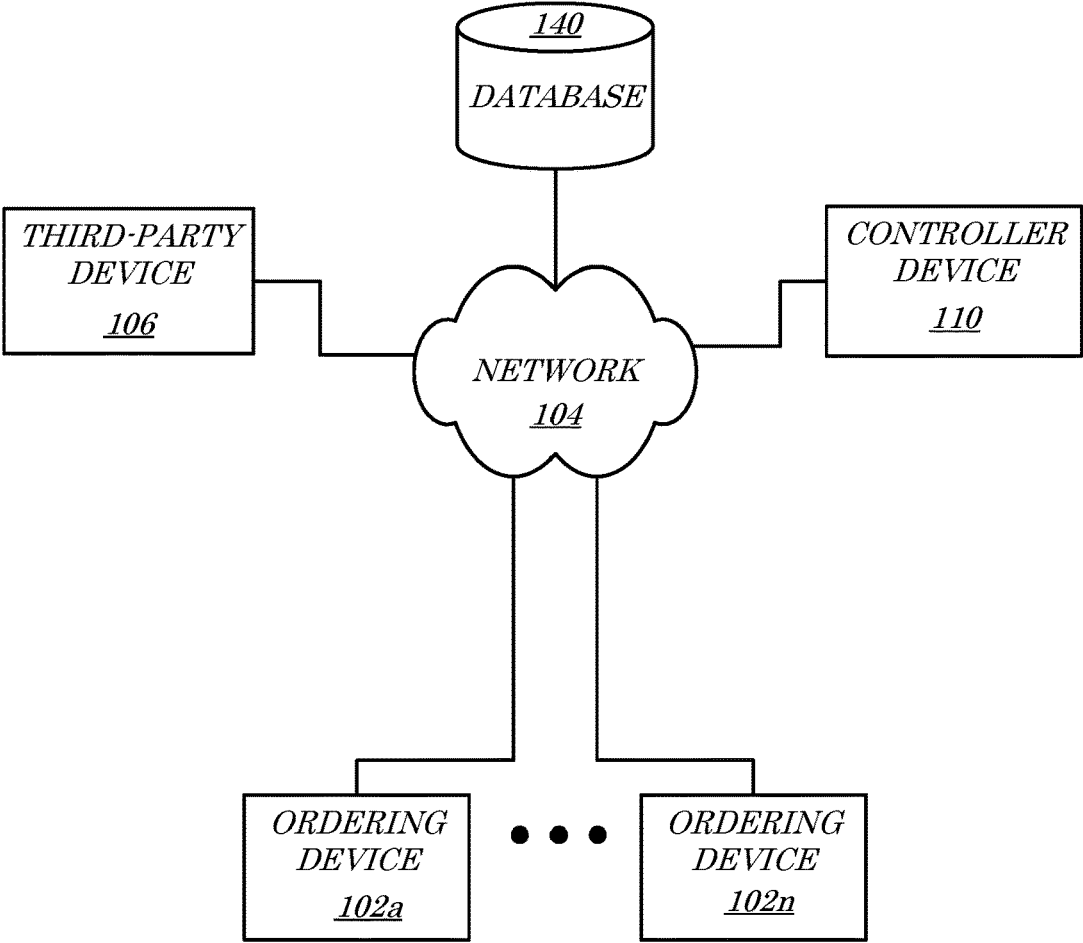 140
DATABASE
THIRD-PARTY
DEVICE
106
CONTROLLER
DEVICE
110
NETWORK
104
ORDERING
DEVICE
102a
ORDERING
DEVICE
102n